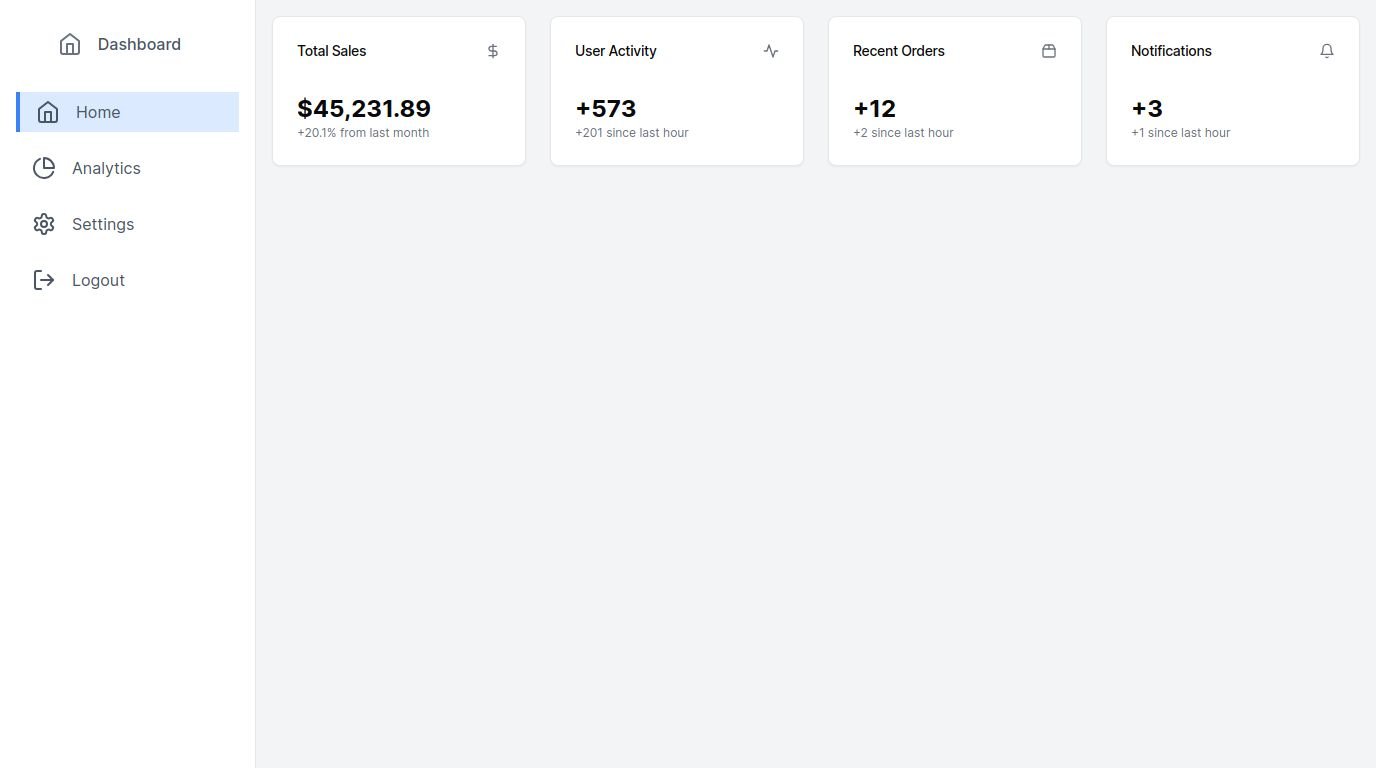 Dashboard
Home
Analytics
Settings
Logout
Total Sales
$45,231.89
+20.1% from last month
User Activity
+573
+201 since last hour
Recent Orders
+12
+2 since last hour
Notifications
+3
+1 since last hour